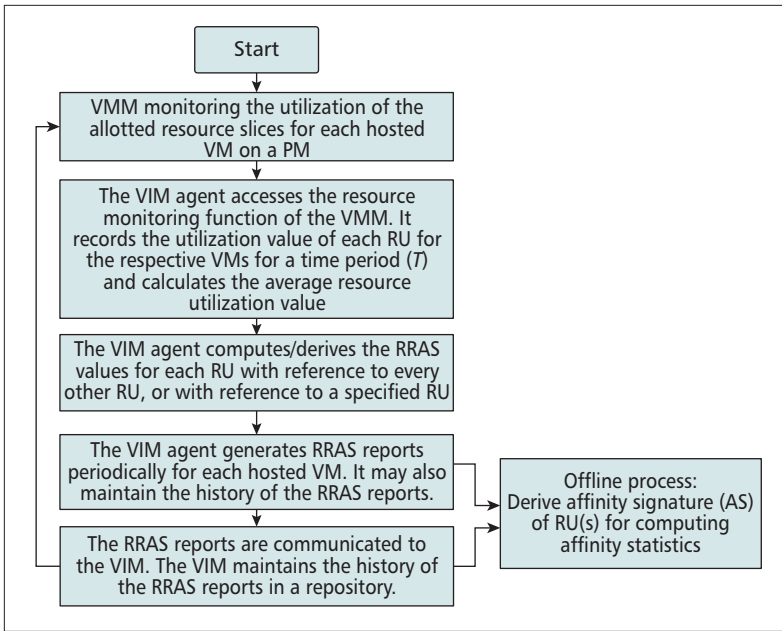 Start
VMM monitoring the utilization of the
allotted resource slices for each hosted
VM on a PM
The VIM agent accesses the resource
monitoring function of the VMM. It
records the utilization value of each RU for
the respective VMs for a time period (T)
and calculates the average resource
utilization value
The VIM agent computes/derives the RRAS
values for each RU with reference to every
other RU, or with reference to a specified RU
The VIM agent generates RRAS reports
periodically for each hosted VM. It may also
maintain the history of the RRAS reports.
Offline process:
Derive affinity signature (AS)
of RU(s) for computing
affinity statistics
The RRAS reports are communicated to
the VIM. The VIM maintains the history of
the RRAS reports in a repository.